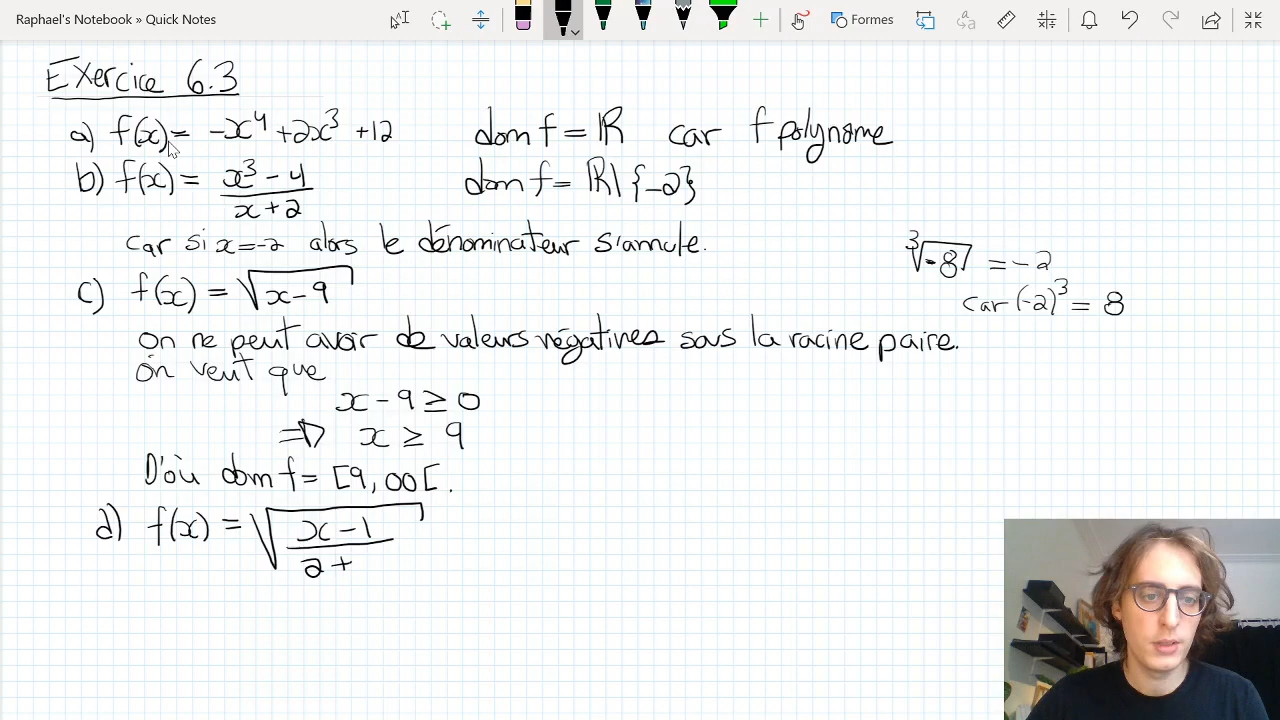 Raphael's Notebook » Quick Notes
Formes
Exercice 6.3
a) f(x) = -x⁴ + 2x³ + 12 dom f = ℝ car f polynome
b) f(x) = (x³ - 4)/(x + 2) dom f = ℝ \ {-2}
car si x = -2 alors le dénominateur s'annule.
∛-8 = -2
car (-2)³ = 8
c) f(x) = √(x - 9)
on ne peut avoir de valeurs négatives sous la racine paire.
on veut que
x - 9 ≥ 0
⇒ x ≥ 9
D'où dom f = [9, ∞[.
d) f(x) = √((x - 1)/(2 +